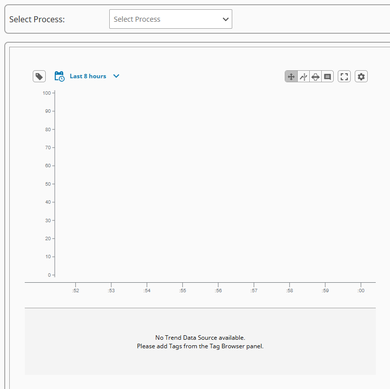 Select Process:
Select Process
Last 8 hours
100
90
80
70
60
50
40
30
20
10
0
:52 :53 :54 :55 :56 :57 :58 :59 :00
No Trend Data Source available.
Please add Tags from the Tag Browser panel.